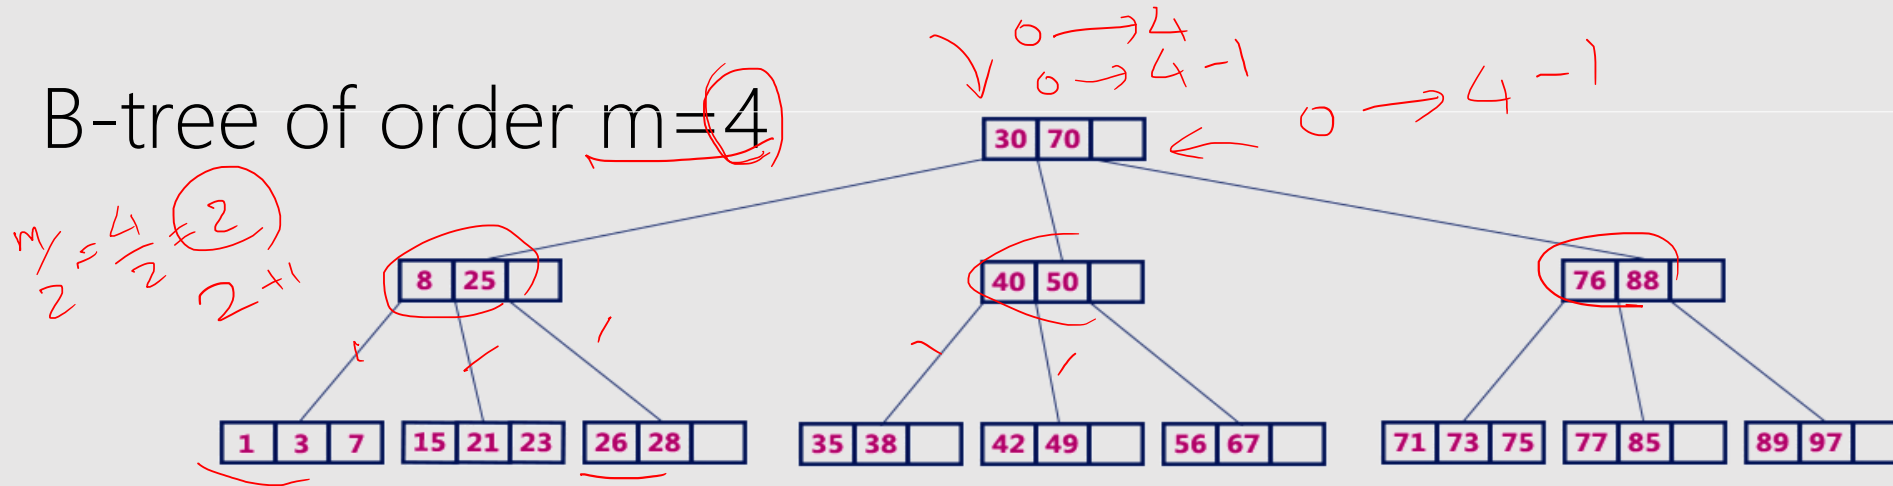 0 → 4
0 → 4 - 1
0 → 4 - 1
B-tree of order m=4
30 70
m/2 = 4/2 = 2
2 +1
8 25
40 50
76 88
1 3 7
15 21 23
26 28
35 38
42 49
56 67
71 73 75
77 85
89 97